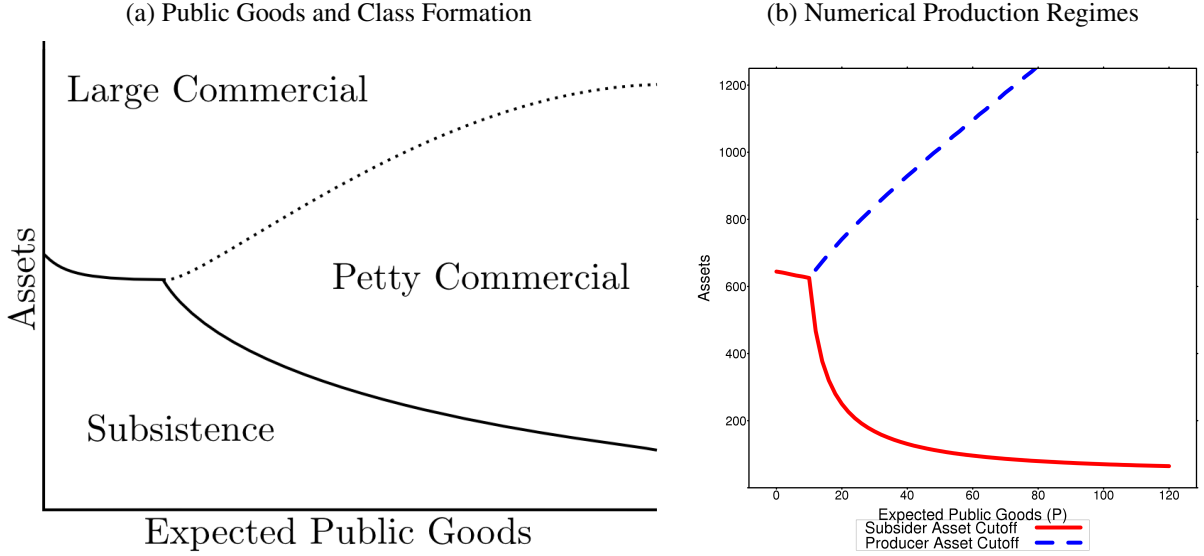 (a) Public Goods and Class Formation
Large Commercial
Petty Commercial
Subsistence
Assets
Expected Public Goods
(b) Numerical Production Regimes
1200
1000
800
600
400
200
Assets
0 20 40 60 80 100 120
Expected Public Goods (P)
Subsider Asset Cutoff
Producer Asset Cutoff